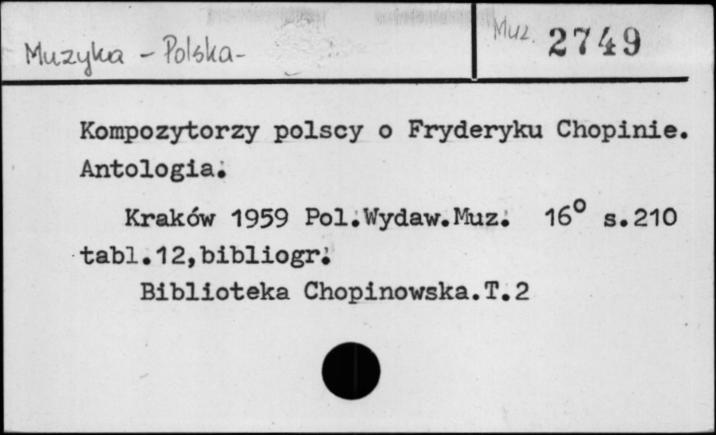 Muzyka - Polska -
Muz. 2749
Kompozytorzy polscy o Fryderyku Chopinie.
Antologia.
Kraków 1959 Pol.Wydaw.Muz. 16° s.210
tabl.12,bibliogr.
Biblioteka Chopinowska.T.2